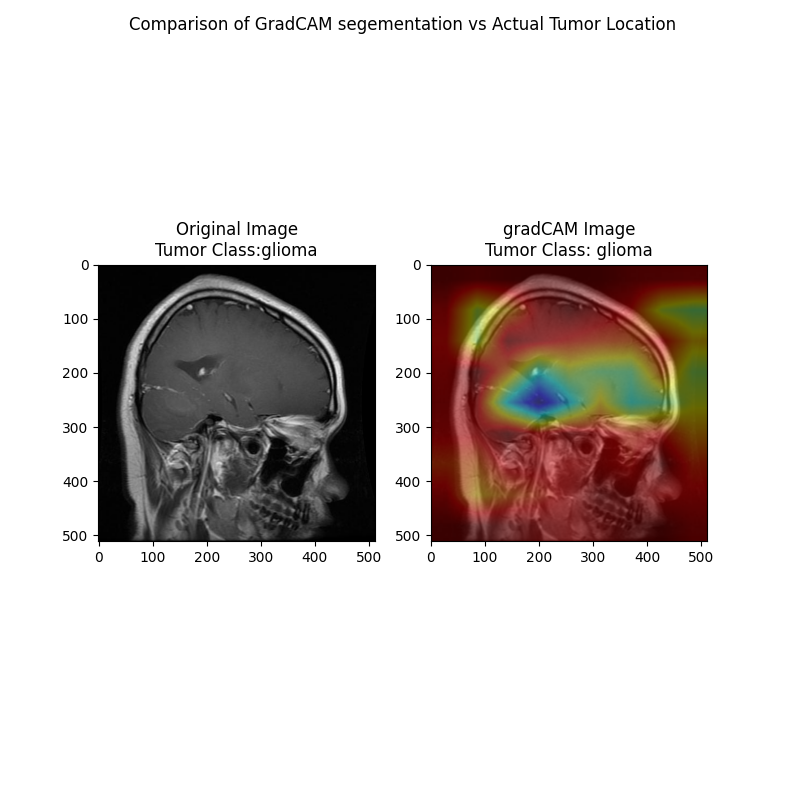 Comparison of GradCAM segementation vs Actual Tumor Location
Original Image
Tumor Class:glioma
gradCAM Image
Tumor Class: glioma
0
100
200
300
400
500
0 100 200 300 400 500
0
100
200
300
400
500
0 100 200 300 400 500